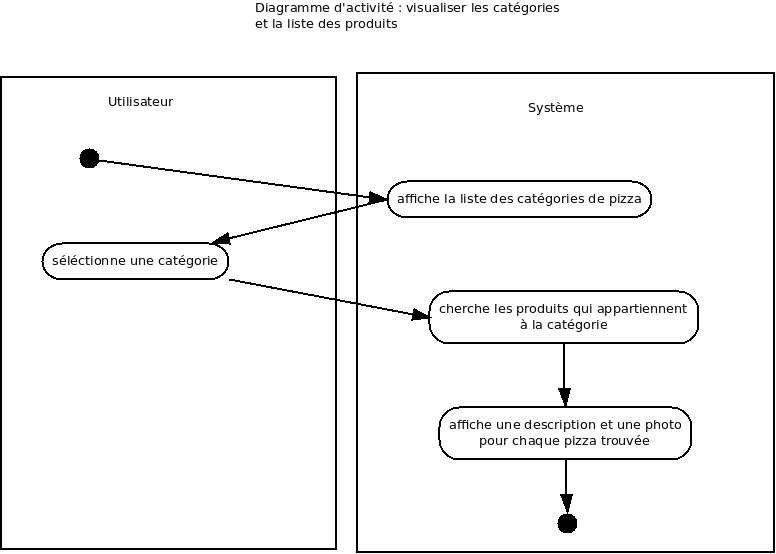 Diagramme d'activité : visualiser les catégories
et la liste des produits
Utilisateur
Système
affiche la liste des catégories de pizza
séléctionne une catégorie
cherche les produits qui appartiennent
à la catégorie
affiche une description et une photo
pour chaque pizza trouvée